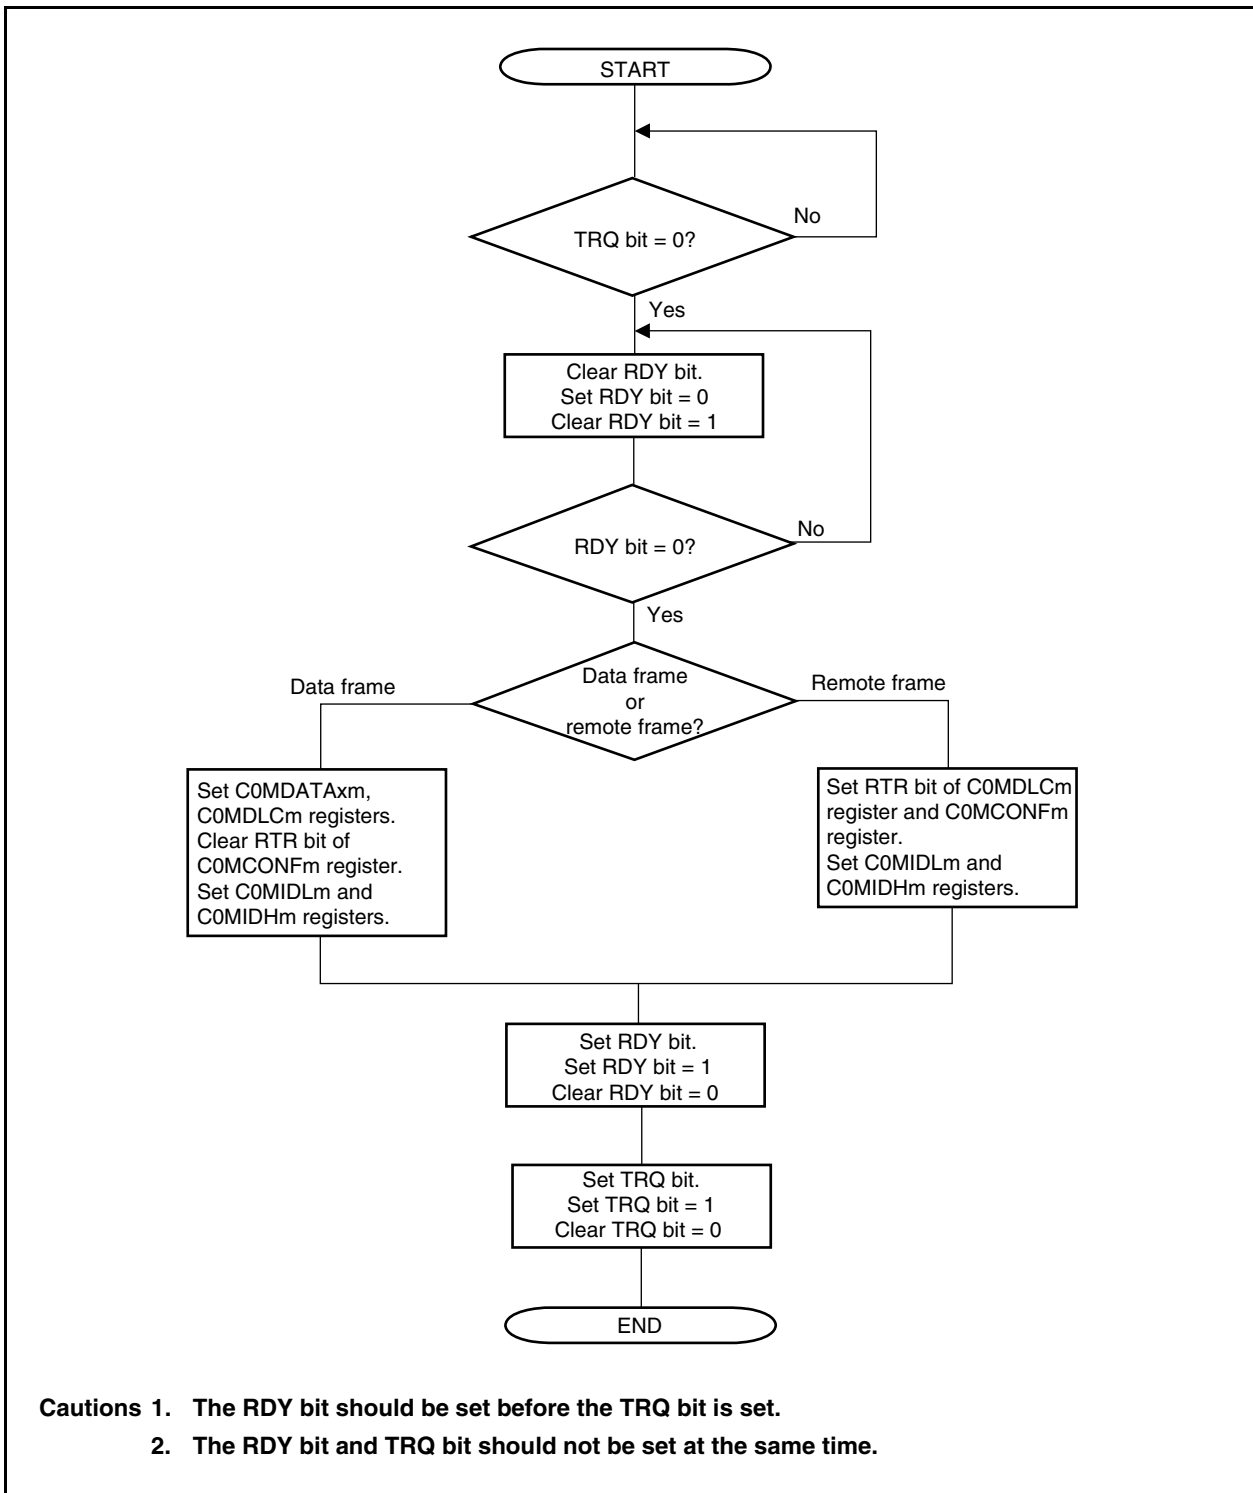 START
TRQ bit = 0?
No
Yes
Clear RDY bit.
Set RDY bit = 0
Clear RDY bit = 1
RDY bit = 0?
No
Yes
Data frame
or
remote frame?
Data frame
Remote frame
Set C0MDATAxm,
C0MDLCm registers.
Clear RTR bit of
C0MCONFm register.
Set C0MIDLm and
C0MIDHm registers.
Set RTR bit of C0MDLCm
register and C0MCONFm
register.
Set C0MIDLm and
C0MIDHm registers.
Set RDY bit.
Set RDY bit = 1
Clear RDY bit = 0
Set TRQ bit.
Set TRQ bit = 1
Clear TRQ bit = 0
END
Cautions 1. The RDY bit should be set before the TRQ bit is set.
2. The RDY bit and TRQ bit should not be set at the same time.